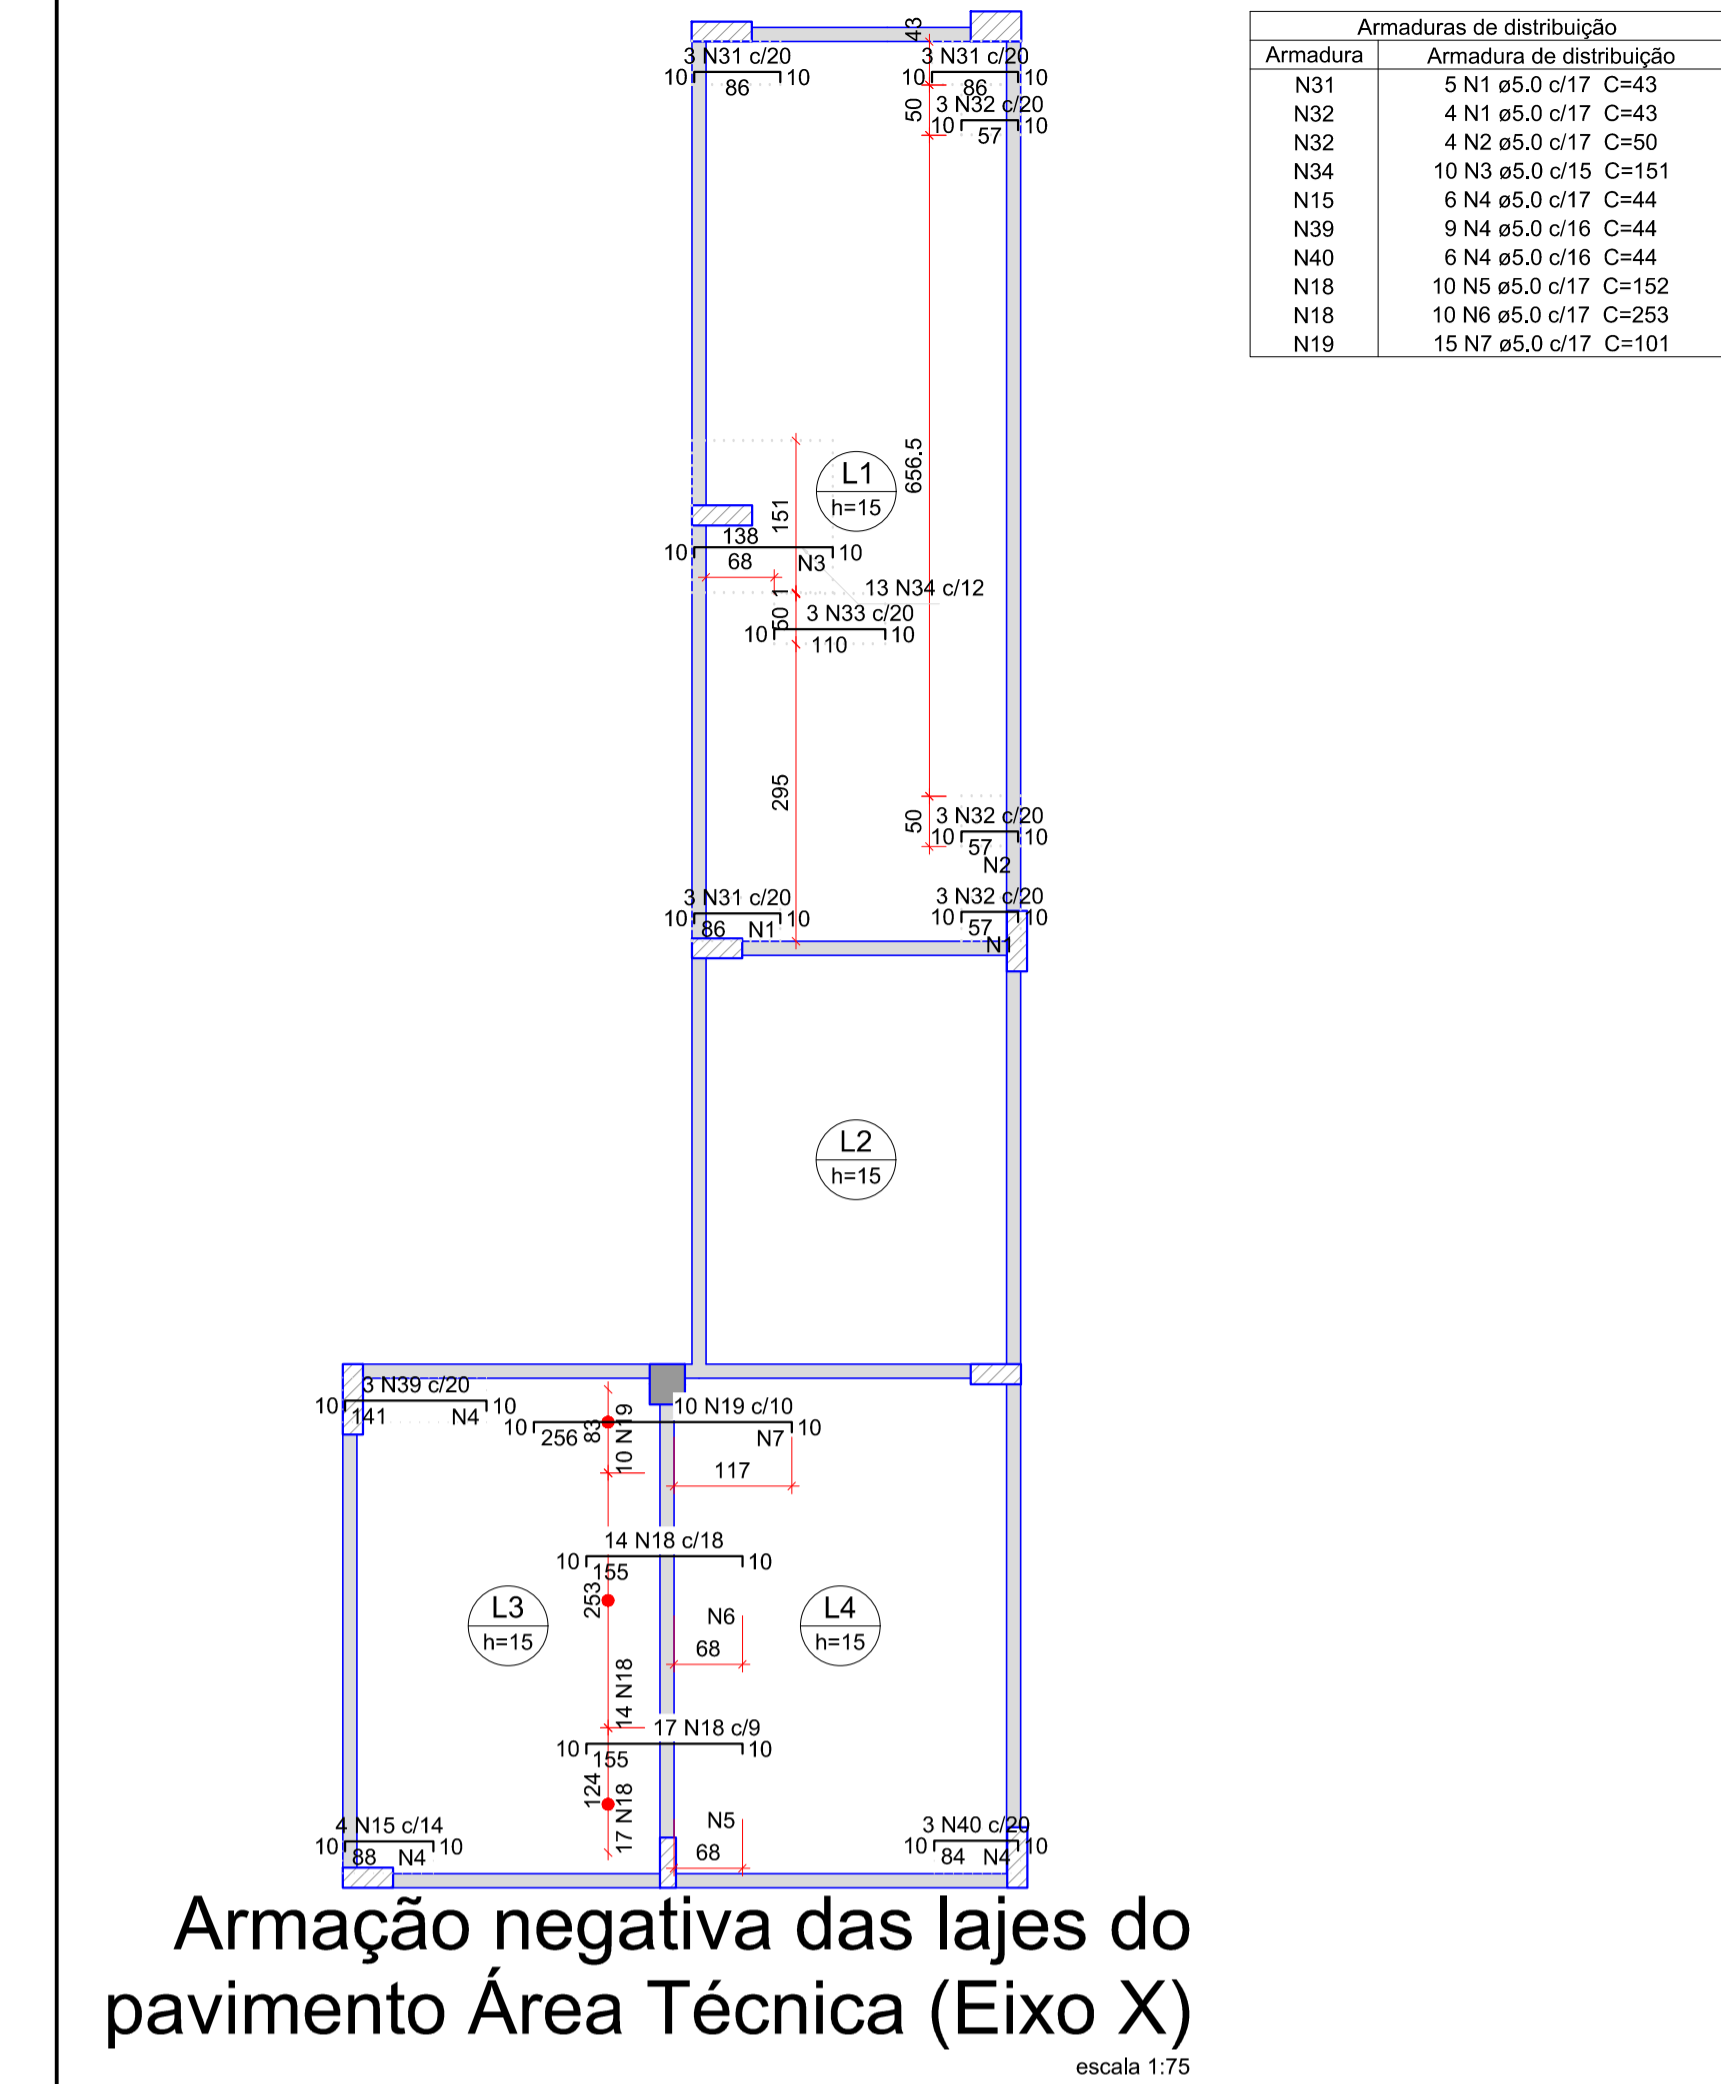 Armaduras de distribuição
Armadura Armadura de distribuição
N31 5 N1 ø5.0 c/17 C=43
N32 4 N1 ø5.0 c/17 C=43
N32 4 N2 ø5.0 c/17 C=50
N34 10 N3 ø5.0 c/15 C=151
N15 6 N4 ø5.0 c/17 C=44
N39 9 N4 ø5.0 c/16 C=44
N40 6 N4 ø5.0 c/16 C=44
N18 10 N5 ø5.0 c/17 C=152
N18 10 N6 ø5.0 c/17 C=253
N19 15 N7 ø5.0 c/17 C=101
43
3 N31 c/20
10 86 10
3 N31 c/20
10 86 10
50
3 N32 c/20
10 57 10
656.5
L1
h=15
151
138
10 10
68
N3
13 N34 c/12
1
50
3 N33 c/20
10 110 10
295
50
3 N32 c/20
10 57 10
N2
3 N31 c/20
10 86 N1 10
3 N32 c/20
10 57 10
N1
L2
h=15
3 N39 c/20
10 141 N4 10
10 N19 c/10
10 256 N7 10
83
10 N19
117
14 N18 c/18
10 155 10
253
L3
h=15
N6
68
L4
h=15
14 N18
17 N18 c/9
10 155 10
124
17 N18
N5
68
4 N15 c/14
10 88 N4 10
3 N40 c/20
10 84 N4 10
Armação negativa das lajes do
pavimento Área Técnica (Eixo X)
escala 1:75